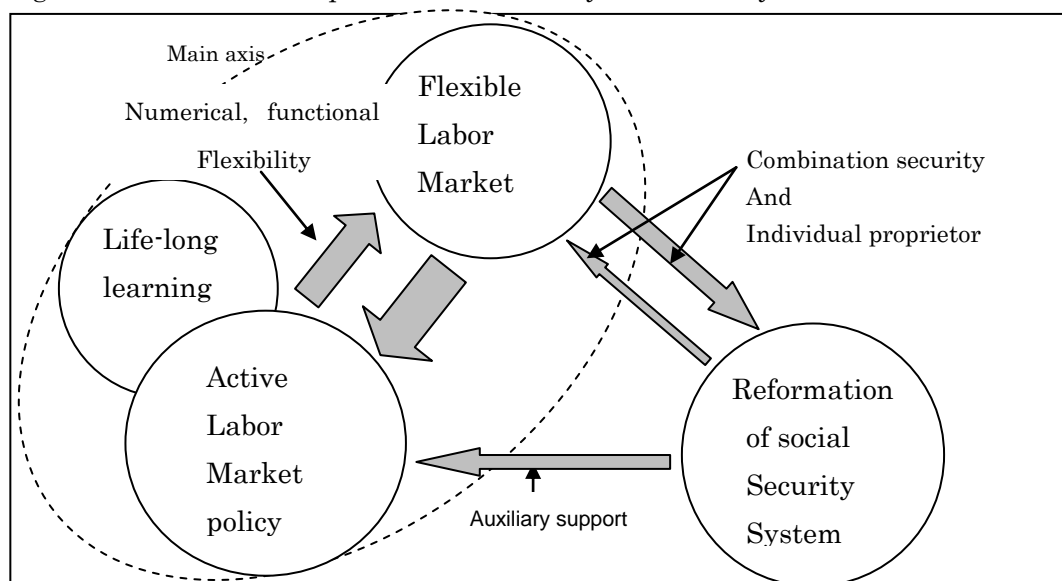 Main axis
Numerical, functional
Flexibility
Flexible
Labor
Market
Combination security
And
Individual proprietor
Life-long
learning
Active
Labor
Market
policy
Reformation
of social
Security
System
Auxiliary support